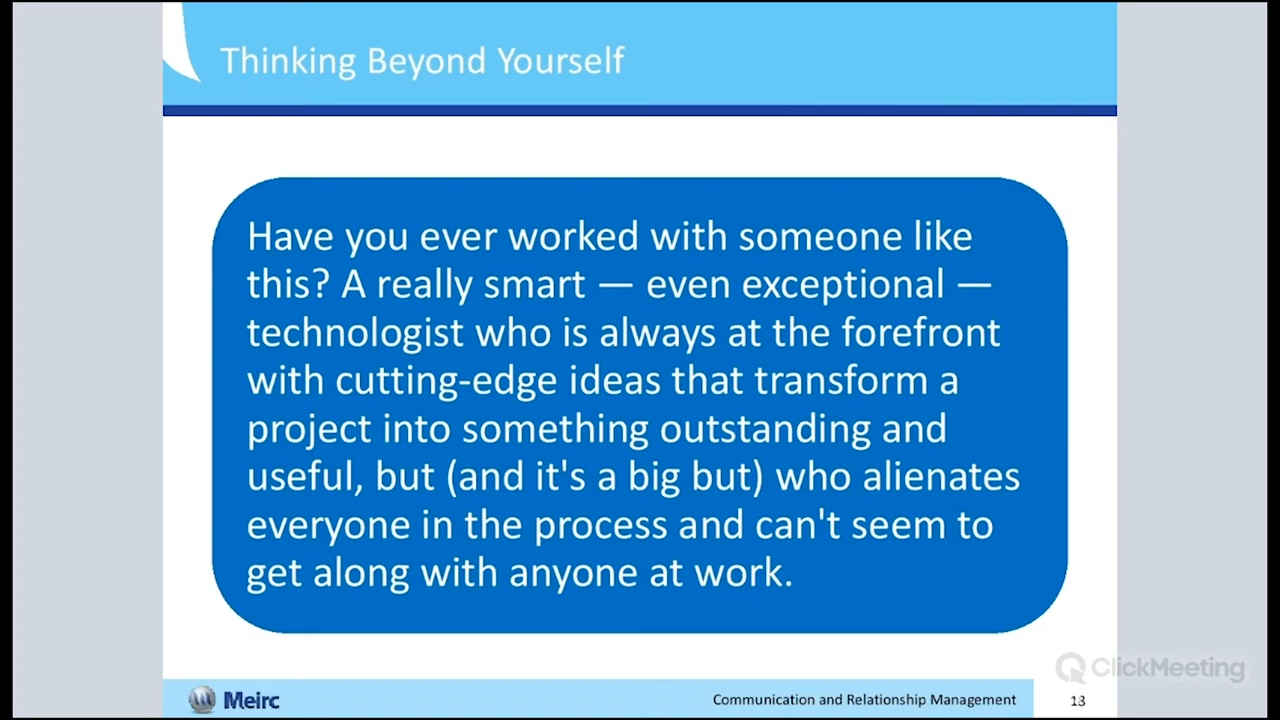 Thinking Beyond Yourself
Have you ever worked with someone like
this? A really smart — even exceptional —
technologist who is always at the forefront
with cutting-edge ideas that transform a
project into something outstanding and
useful, but (and it's a big but) who alienates
everyone in the process and can't seem to
get along with anyone at work.
ClickMeeting
Meirc
Communication and Relationship Management
13